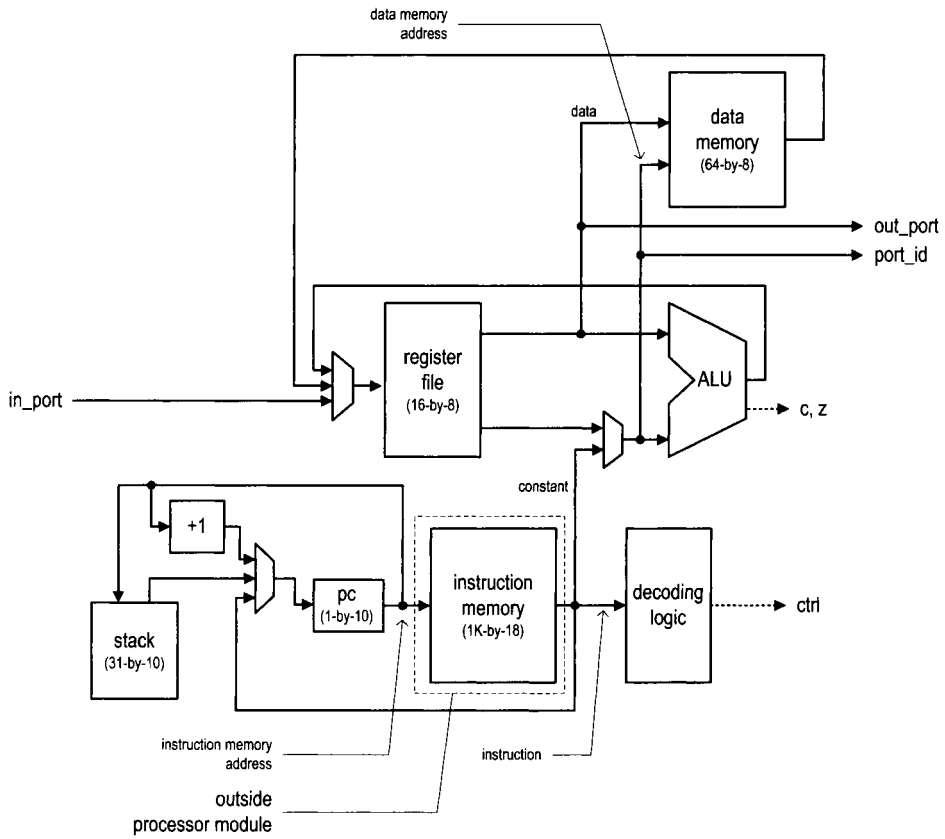 data memory
address
data
data
memory
(64-by-8)
out_port
port_id
register
file
(16-by-8)
ALU
in_port
c, z
constant
+1
pc
(1-by-10)
instruction
memory
(1K-by-18)
decoding
logic
ctrl
stack
(31-by-10)
instruction memory
address
instruction
outside
processor module